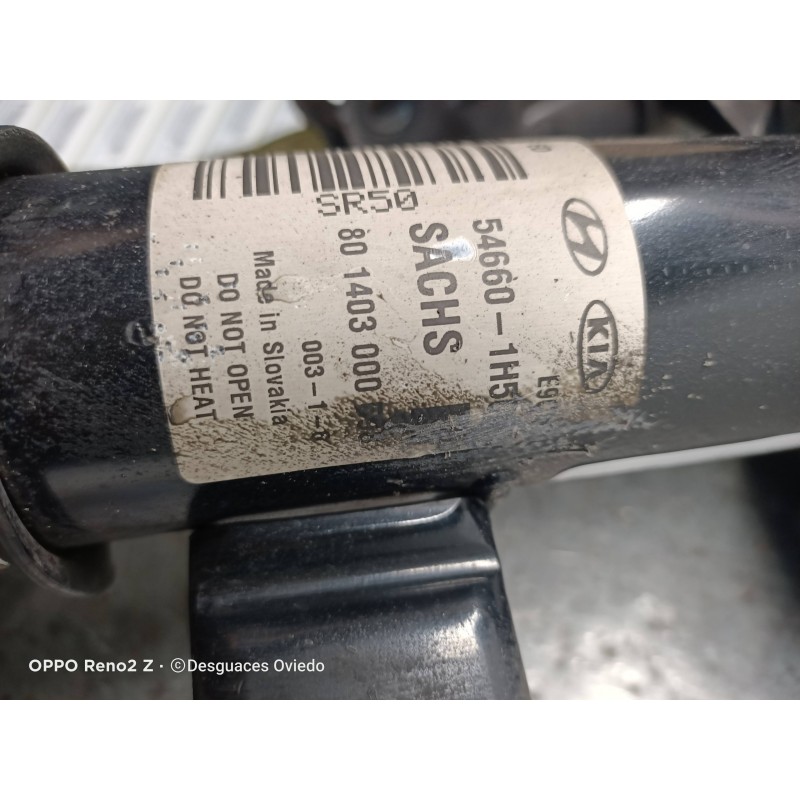 KIA
54660-1H5
SACHS
SR50
80 1403 000
003-1-
Made in Slovakia
DO NOT OPEN
DO NOT HEAT
OPPO Reno2 Z · ©Desguaces Oviedo